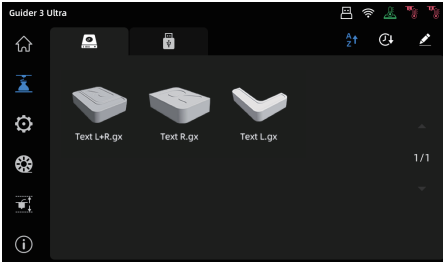 Guider 3 Ultra
A
Z
Text L+R.gx
Text R.gx
Text L.gx
1/1